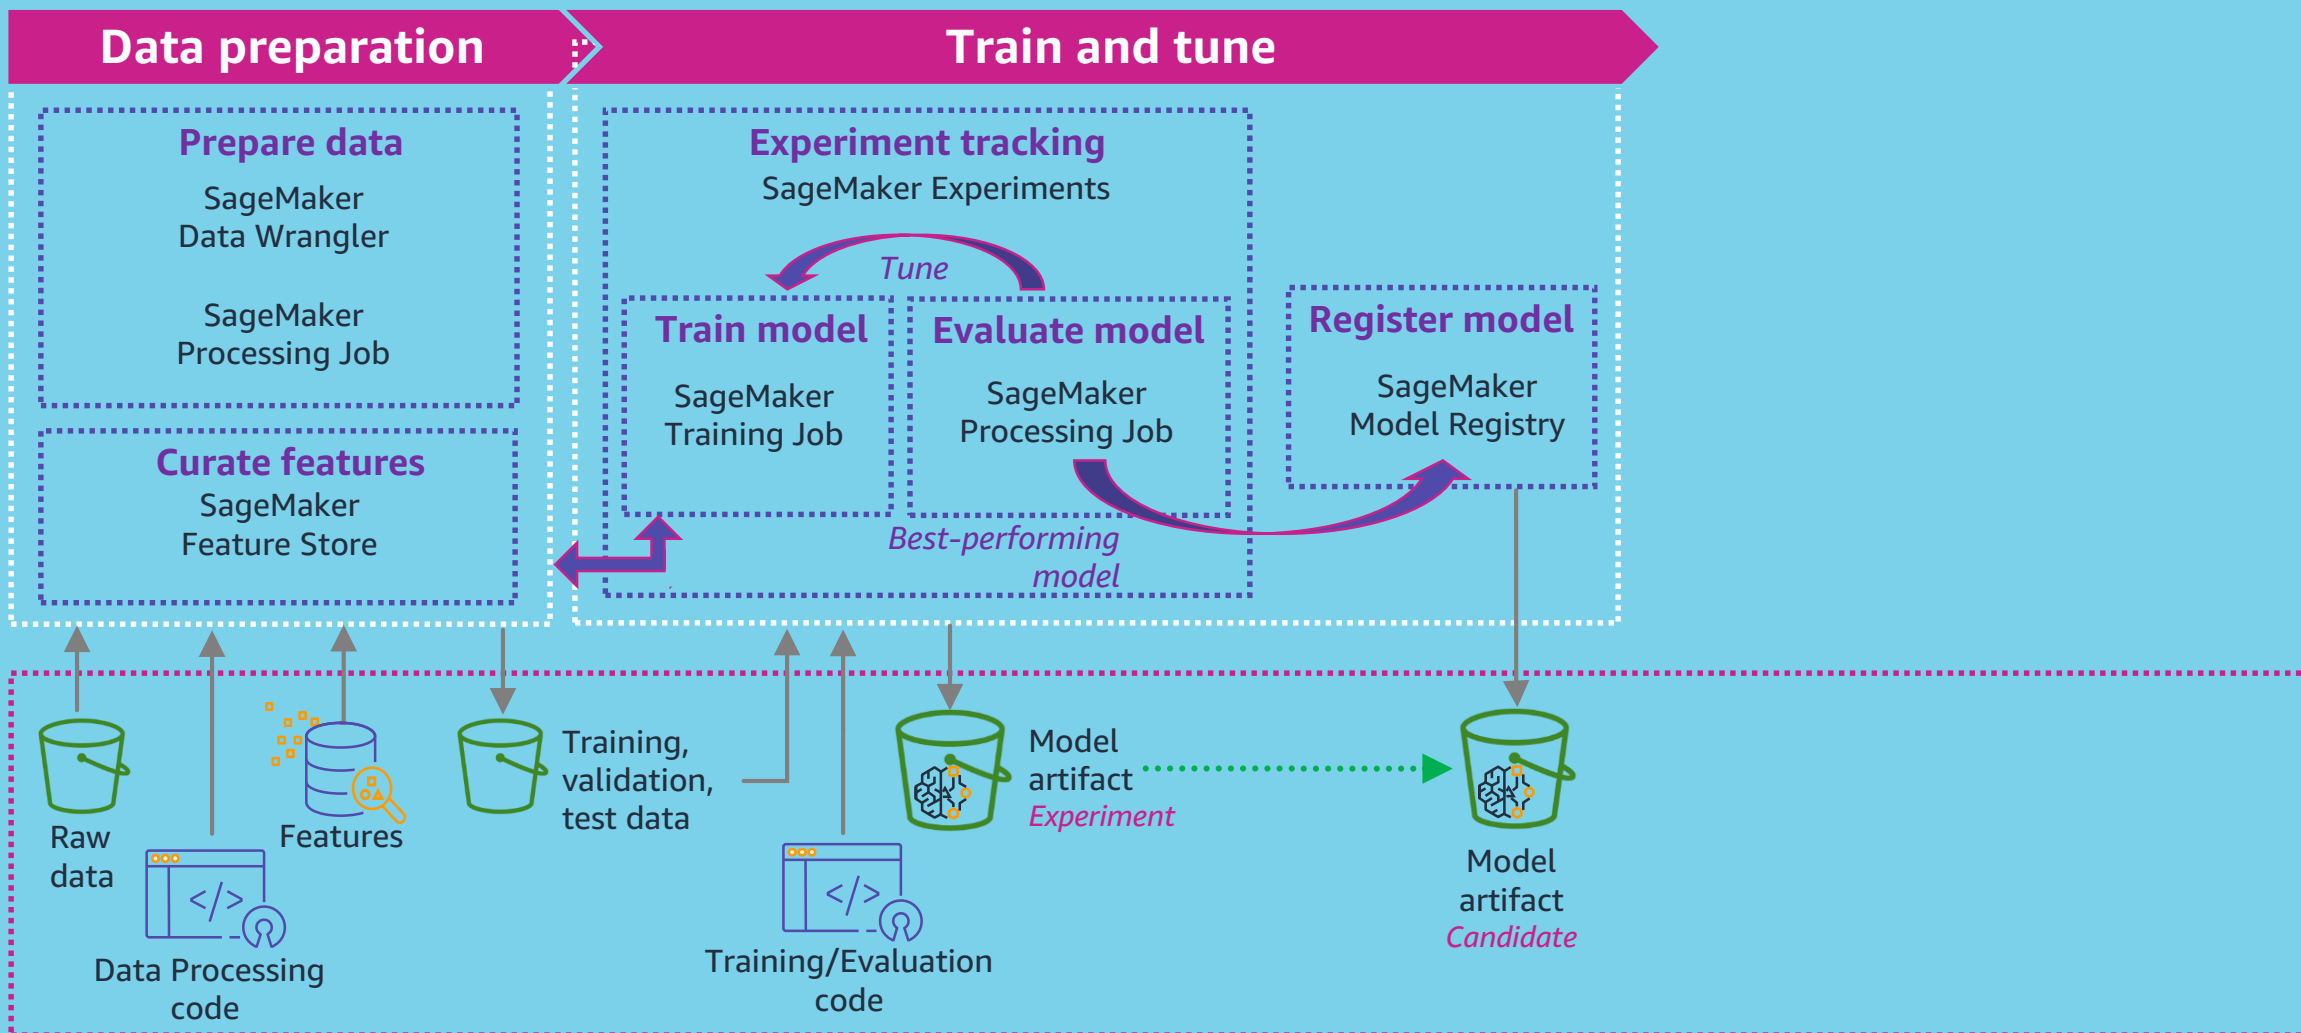 Data preparation
Train and tune
Prepare data
SageMaker
Data Wrangler
SageMaker
Processing Job
Curate features
SageMaker
Feature Store
Experiment tracking
SageMaker Experiments
Tune
Train model
SageMaker
Training Job
Evaluate model
SageMaker
Processing Job
Best-performing
model
Register model
SageMaker
Model Registry
Raw
data
Data Processing
code
Features
Training,
validation,
test data
Training/Evaluation
code
Model
artifact
Experiment
Model
artifact
Candidate